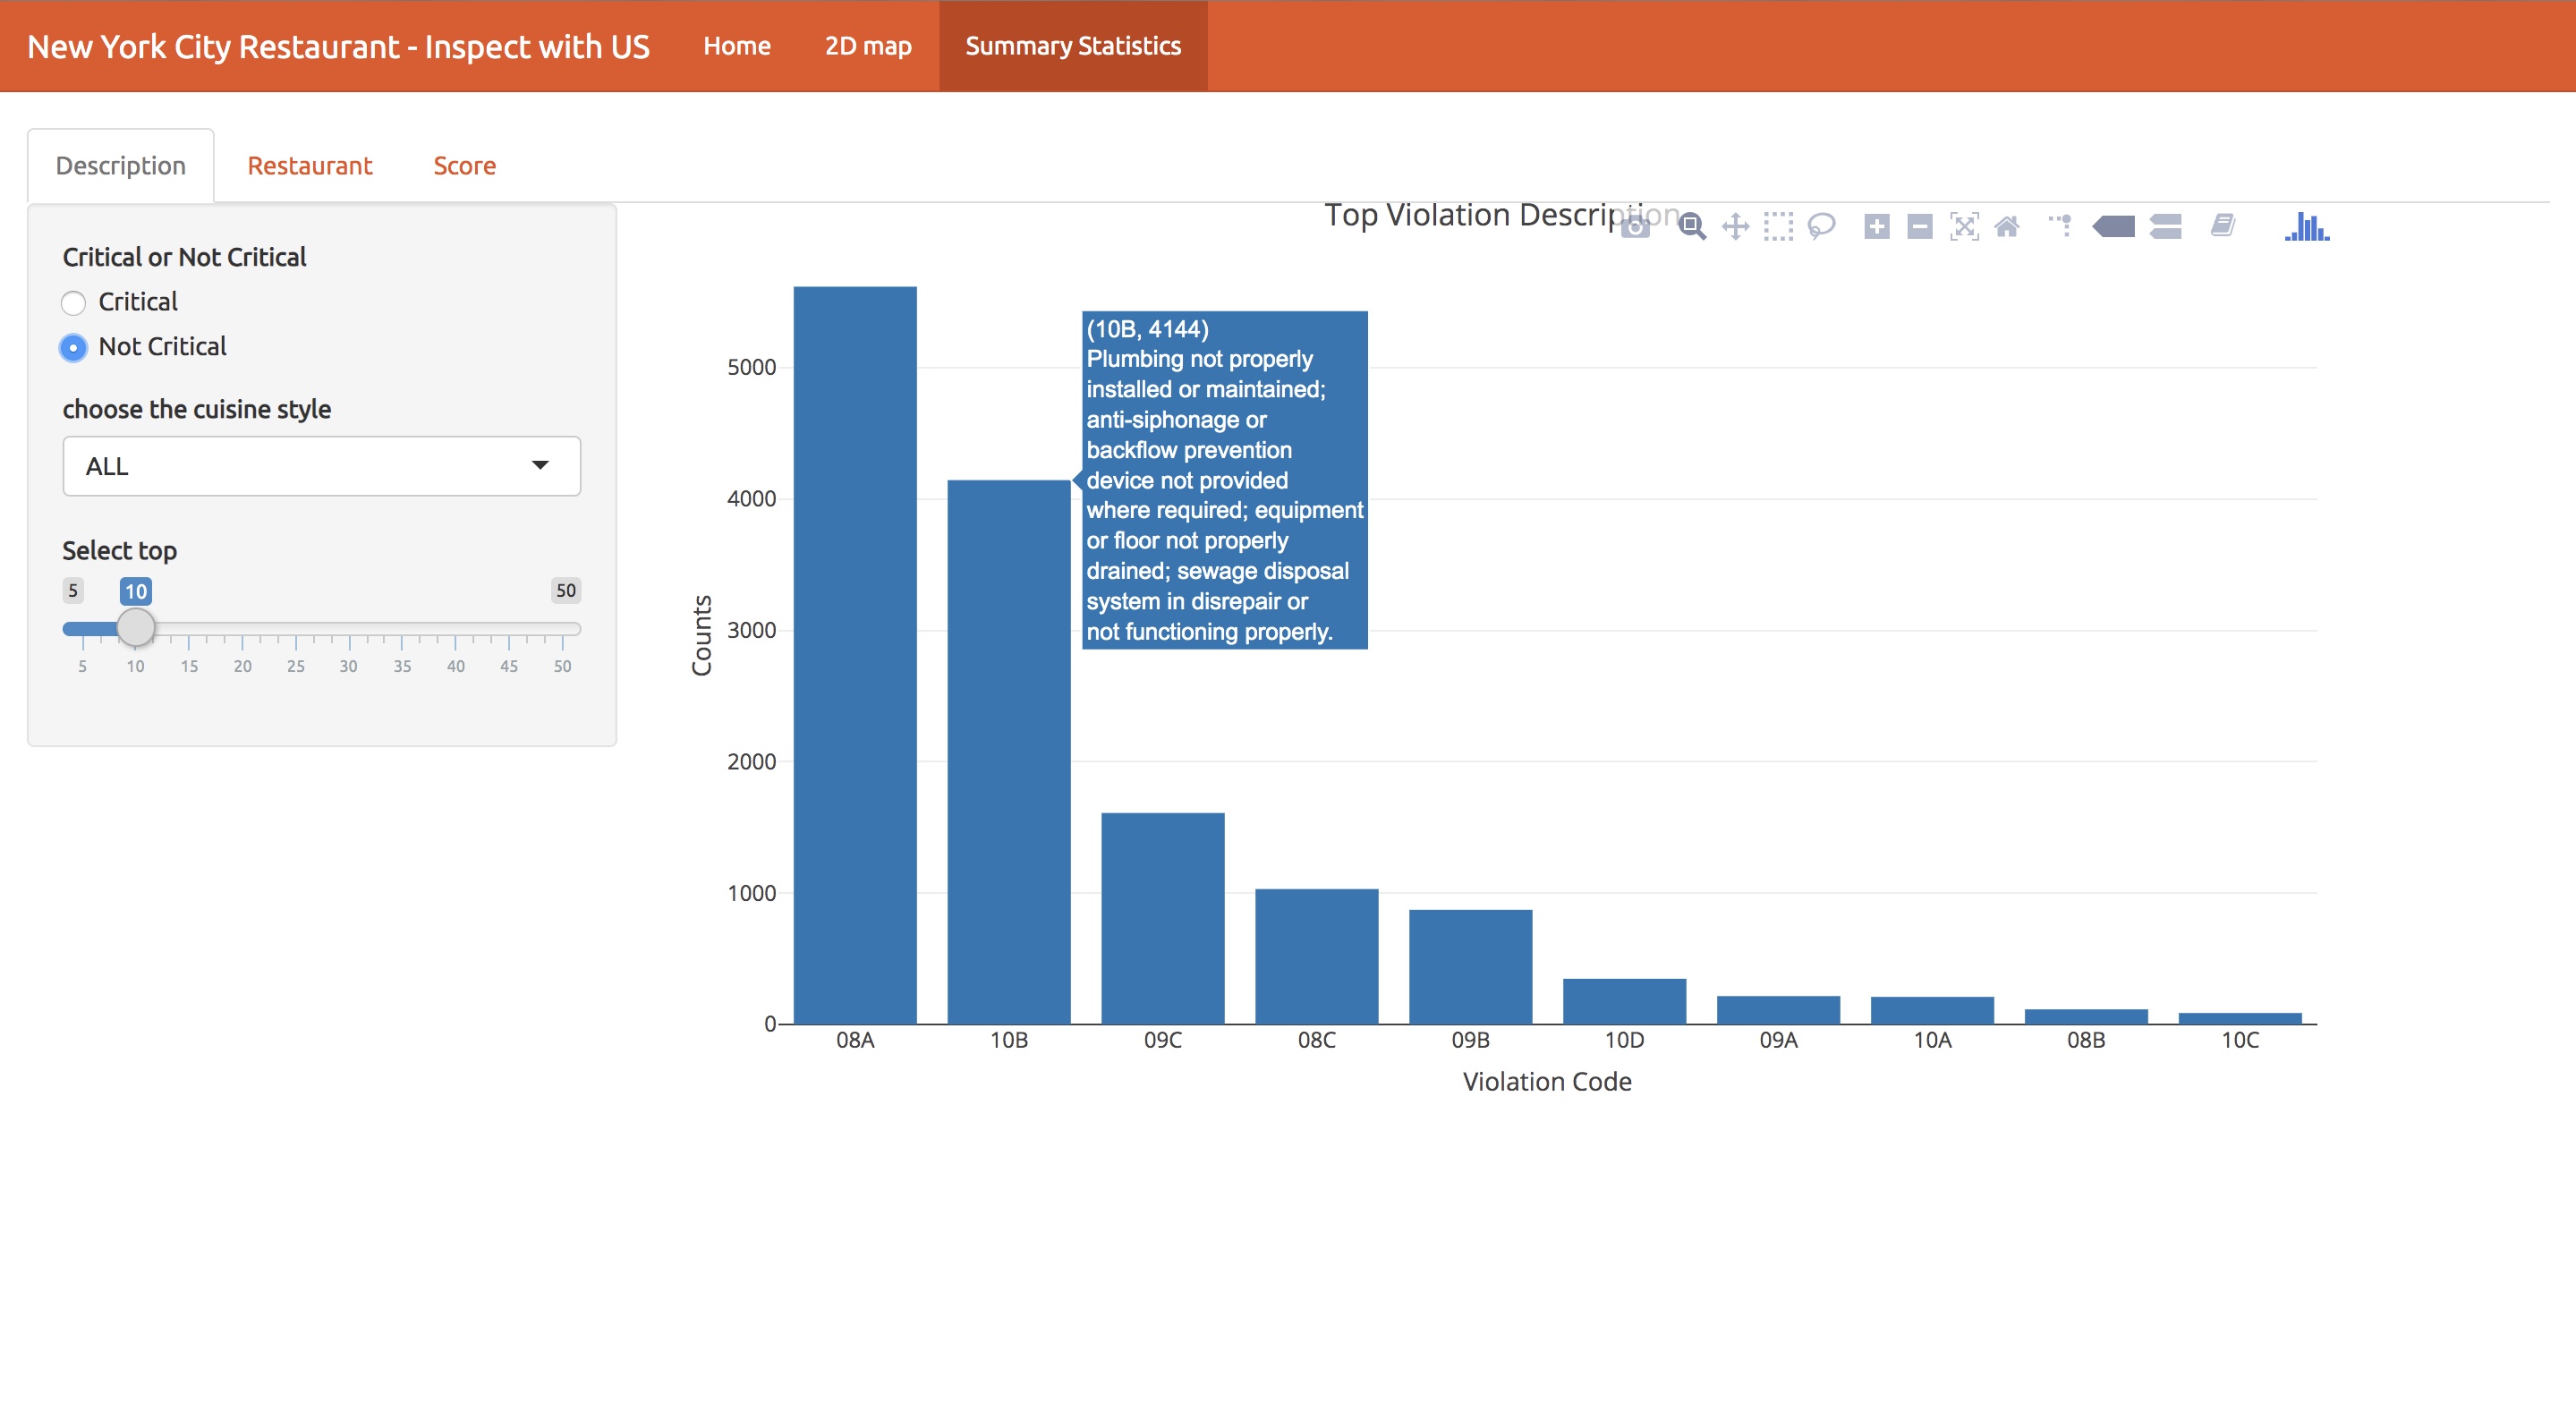 New York City Restaurant - Inspect with US
Home
2D map
Summary Statistics
Description
Restaurant
Score
Critical or Not Critical
Critical
Not Critical
choose the cuisine style
ALL
Select top
5
10
50
5 10 15 20 25 30 35 40 45 50
Top Violation Description
Counts
5000
4000
3000
2000
1000
0
(10B, 4144)
Plumbing not properly
installed or maintained;
anti-siphonage or
backflow prevention
device not provided
where required; equipment
or floor not properly
drained; sewage disposal
system in disrepair or
not functioning properly.
08A 10B 09C 08C 09B 10D 09A 10A 08B 10C
Violation Code